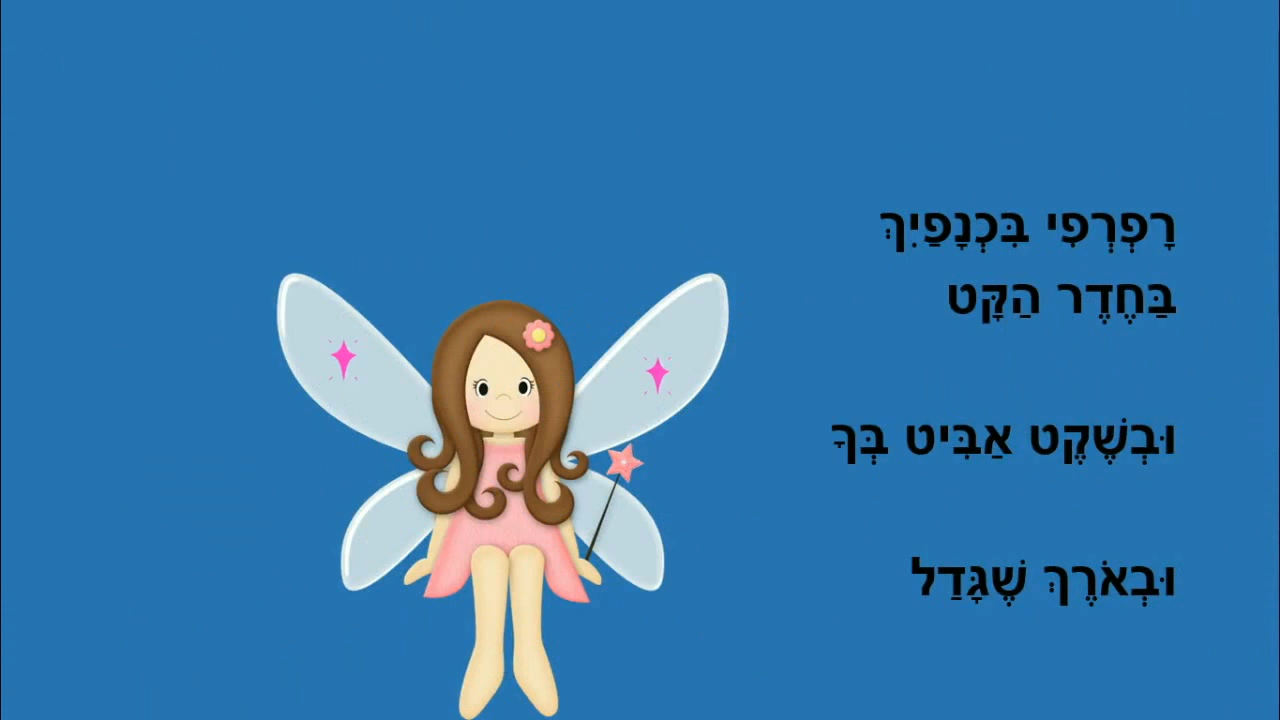 רָפְרְפִי בִּכְנָפַיִךְ
בַּחֶדֶר הַקָּט
וּבְשֶׁקֶט אַבִּיט בְּךָ
וּבְאֹרֶךְ שֶׁגָּדַל